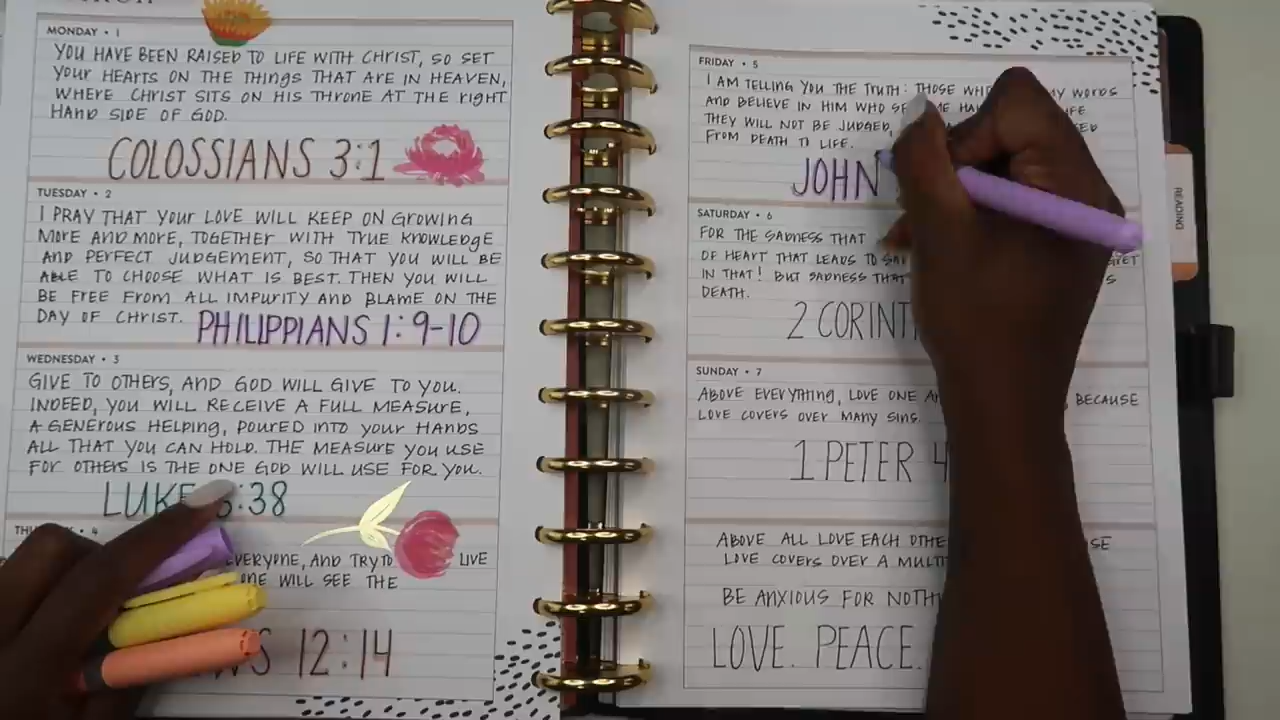 MONDAY • 1
YOU HAVE BEEN RAISED TO LIFE WITH CHRIST, SO SET
YOUR HEARTS ON THE THINGS THAT ARE IN HEAVEN,
WHERE CHRIST SITS ON HIS THRONE AT THE RIGHT
HAND SIDE OF GOD.
COLOSSIANS 3:1
TUESDAY • 2
I PRAY THAT YOUR LOVE WILL KEEP ON GROWING
MORE AND MORE, TOGETHER WITH TRUE KNOWLEDGE
AND PERFECT JUDGEMENT, SO THAT YOU WILL BE
ABLE TO CHOOSE WHAT IS BEST. THEN YOU WILL
BE FREE FROM ALL IMPURITY AND BLAME ON THE
DAY OF CHRIST.
PHILIPPIANS 1:9-10
WEDNESDAY • 3
GIVE TO OTHERS, AND GOD WILL GIVE TO YOU.
INDEED, YOU WILL RECEIVE A FULL MEASURE,
A GENEROUS HELPING, POURED INTO YOUR HANDS
ALL THAT YOU CAN HOLD. THE MEASURE YOU USE
FOR OTHERS IS THE ONE GOD WILL USE FOR YOU.
LUKE :38
4
EVERYONE, AND TRY TO LIVE
WILL SEE THE
12:14
FRIDAY • 5
I AM TELLING YOU THE TRUTH: THOSE MY WORDS
AND BELIEVE IN HIM WHO
THEY WILL NOT BE JUDGED,
FROM DEATH TO LIFE.
JOHN
SATURDAY • 6
FOR THE SADNESS THAT
OF HEART THAT LEADS TO
IN THAT! BUT SADNESS THAT
DEATH.
2
SUNDAY • 7
ABOVE EVERYTHING, LOVE ONE BECAUSE
LOVE COVERS OVER MANY SINS.
1 PETER 4
ABOVE ALL LOVE EACH
LOVE COVERS OVER A
BE ANXIOUS FOR
LOVE. PEACE.
READING